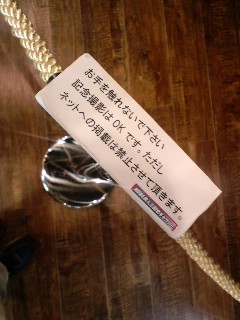 お手を触れないで下さい
記念撮影はOKです。ただし
ネットへの掲載は禁止させて頂きます。